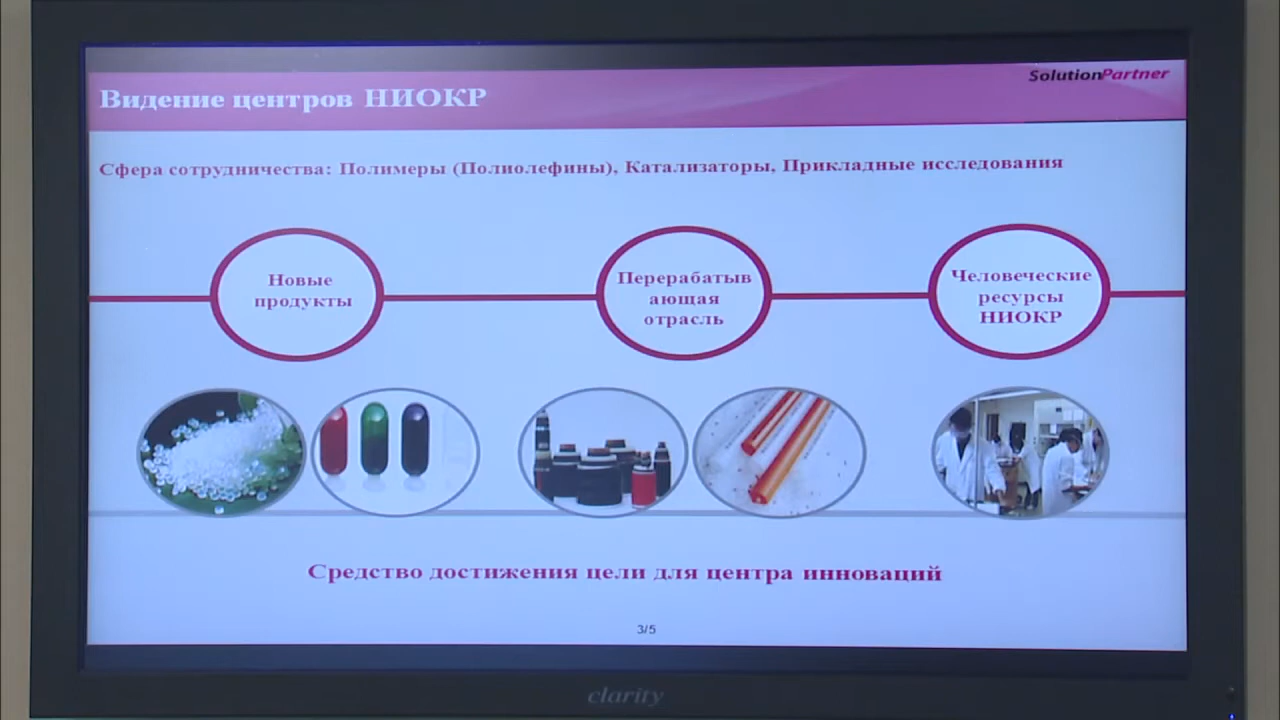 SolutionPartner
Видение центров НИОКР
Сфера сотрудничества: Полимеры (Полиолефины), Катализаторы, Прикладные исследования
Новые
продукты
Перерабатыв
ающая
отрасль
Человеческие
ресурсы
НИОКР
Средство достижения цели для центра инноваций
3/5
clarity